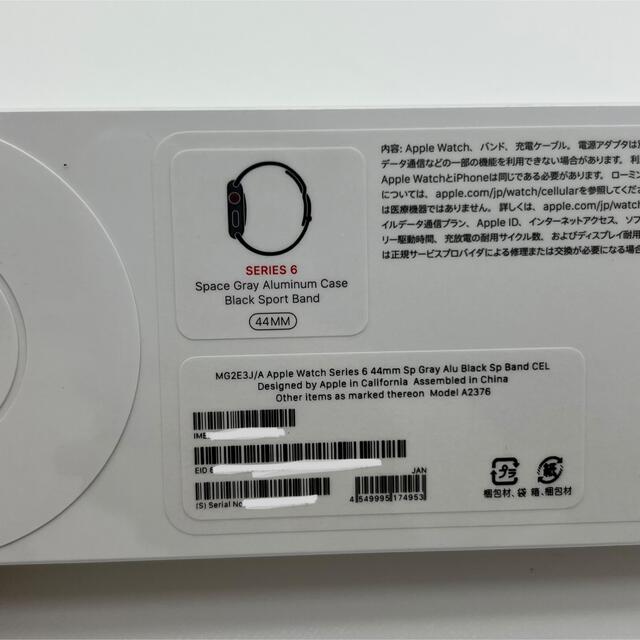 SERIES 6
Space Gray Aluminum Case
Black Sport Band
44MM
内容: Apple Watch、バンド、充電ケーブル。電源アダプタは
データ通信などの一部の機能を利用できない場合があります。
Apple WatchとiPhoneは同じである必要があります。ローミン
については、apple.com/jp/watch/cellularを参照してくださ
は医療機器ではありません。詳しくは、apple.com/jp/watch
イルデータ通信プラン、Apple ID、インターネットアクセス、ソフ
リー駆動時間、充放電の耐用サイクル数、およびディスプレイ耐用
は正規サービスプロバイダによる修理または交換が必要になる場合
MG2E3J/A Apple Watch Series 6 44mm Sp Gray Alu Black Sp Band CEL
Designed by Apple in California Assembled in China
Other items as marked thereon Model A2376
EID
JAN
(S) Serial No.
4 549995 174953
プラ
紙
梱包材、袋 箱、梱包材